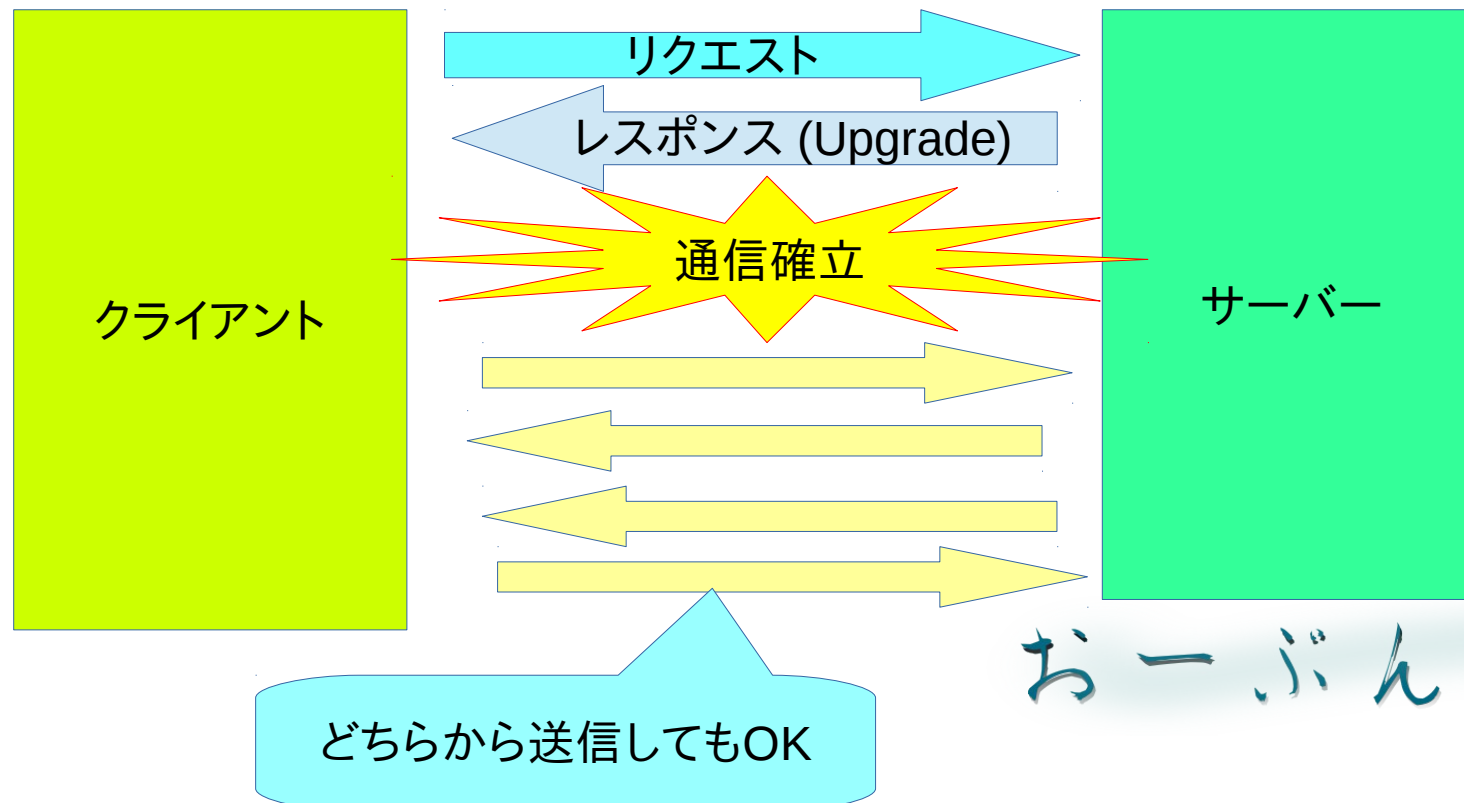 リクエスト
レスポンス (Upgrade)
通信確立
クライアント
サーバー
どちらから送信してもOK
おーぶん